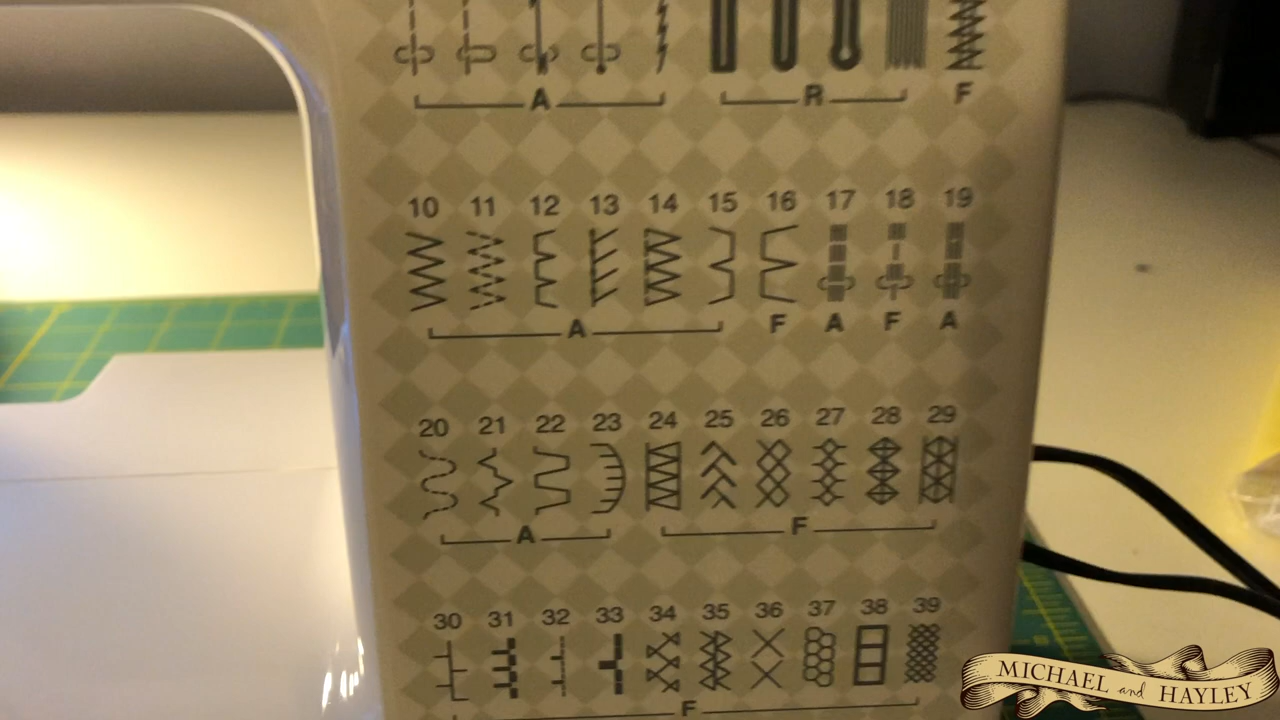 A R F
10 11 12 13 14 15 16 17 18 19
A F A F A
20 21 22 23 24 25 26 27 28 29
A F
30 31 32 33 34 35 36 37 38 39
F
MICHAEL and HAYLEY